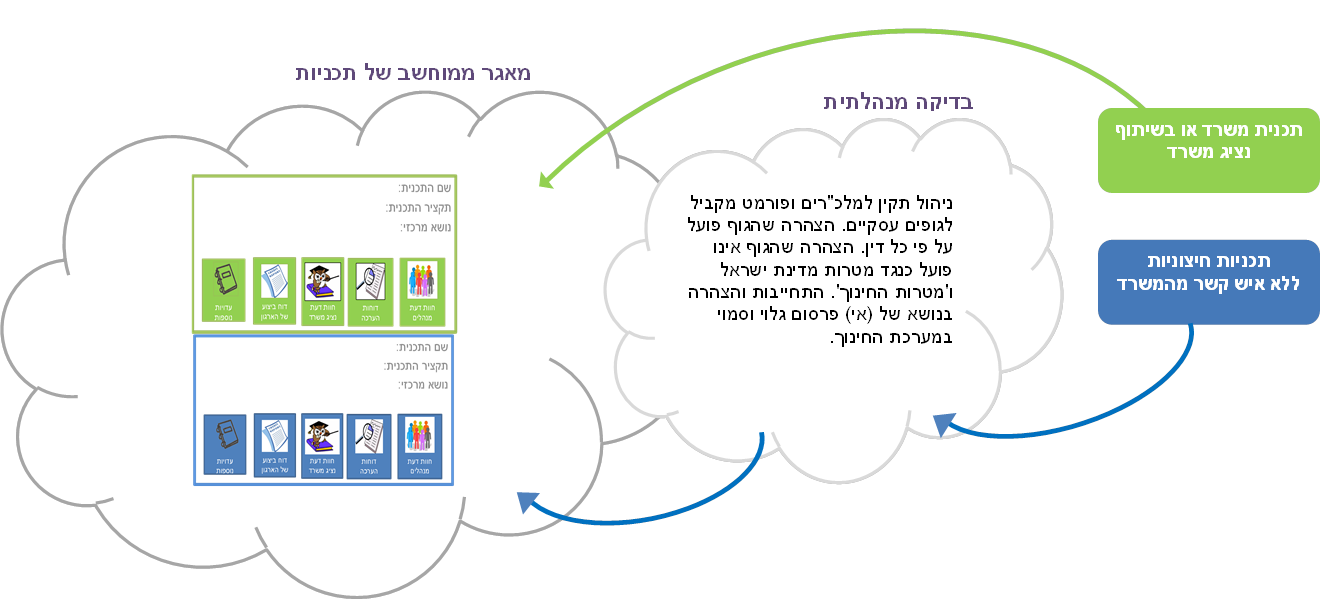 מאגר ממוחשב של תכניות
בדיקה מנהלתית
תכנית משרד או בשיתוף
נציג משרד
תכניות חיצוניות
ללא איש קשר מהמשרד
ניהול תקין למלכ"רים ופורמט מקביל
לגופים עסקיים. הצהרה שהגוף פועל
על פי כל דין. הצהרה שהגוף אינו
פועל כנגד מטרות מדינת ישראל
ו'מטרות החינוך'. התחייבות והצהרה
בנושא של (אי) פרסום גלוי וסמוי
במערכת החינוך.
שם התכנית:
תקציר התכנית:
נושא מרכזי:
חוות דעת
מנהלים
דוחות
הערכה
חוות דעת
נציג משרד
דוח ביצוע
של הארגון
עדויות
נוספות
שם התכנית:
תקציר התכנית:
נושא מרכזי:
חוות דעת
מנהלים
דוחות
הערכה
חוות דעת
נציג משרד
דוח ביצוע
של הארגון
עדויות
נוספות